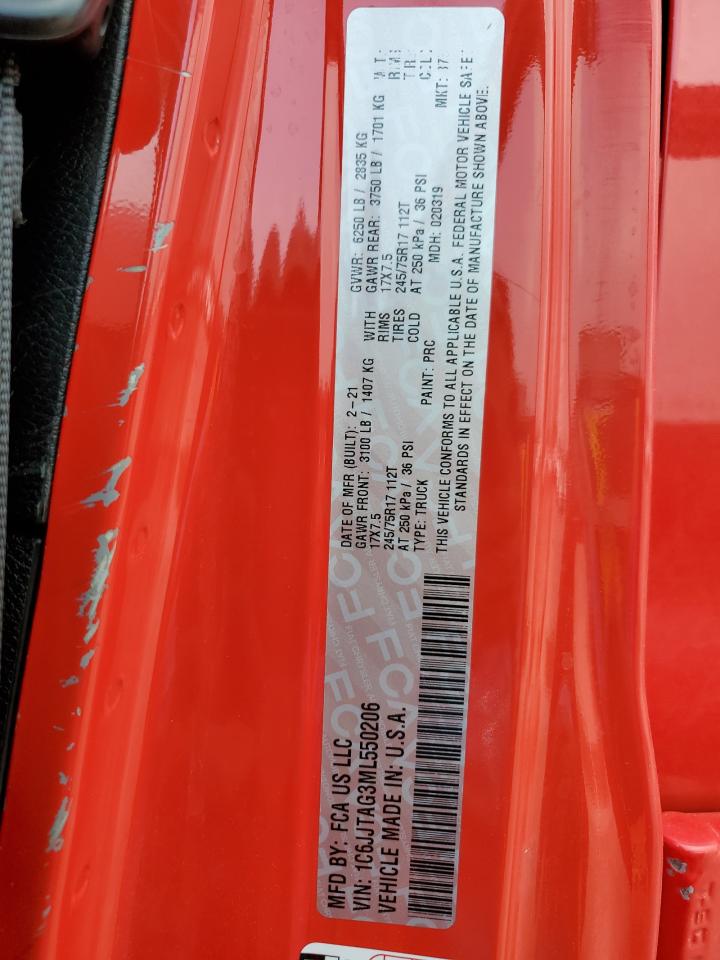 MFD BY: FCA US LLC
VIN: 1C6JJTAG3ML550206
VEHICLE MADE IN: U.S.A.
DATE OF MFR (BUILT): 2-21 GVWR: 6250 LB / 2835 KG
GAWR FRONT: 3100 LB / 1407 KG WITH GAWR REAR: 3750 LB / 1701 KG
17X7.5 RIMS 17X7.5
245/75R17 112T TIRES 245/75R17 112T
AT 250 kPa / 36 PSI COLD AT 250 kPa / 36 PSI
TYPE: TRUCK PAINT: PRC MDH: 020319 MKT:
THIS VEHICLE CONFORMS TO ALL APPLICABLE U.S.A. FEDERAL MOTOR VEHICLE
STANDARDS IN EFFECT ON THE DATE OF MANUFACTURE SHOWN ABOVE.